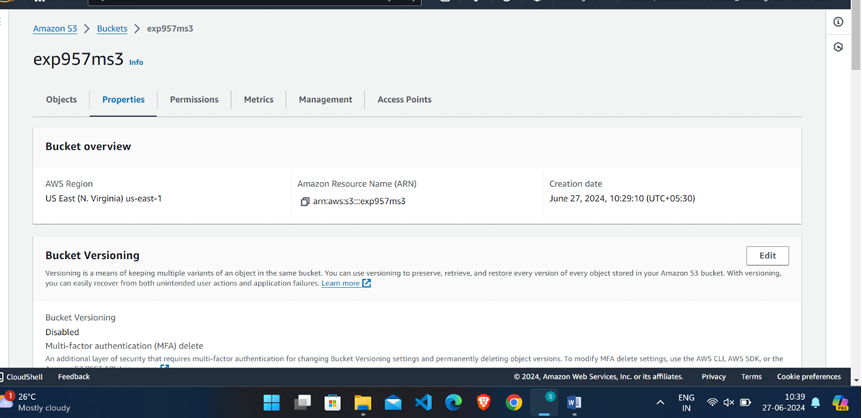 Amazon S3 > Buckets > exp957ms3
exp957ms3 Info
Objects Properties Permissions Metrics Management Access Points
Bucket overview
AWS Region
US East (N. Virginia) us-east-1
Amazon Resource Name (ARN)
arn:aws:s3:::exp957ms3
Creation date
June 27, 2024, 10:29:10 (UTC+05:30)
Bucket Versioning
Edit
Versioning is a means of keeping multiple variants of an object in the same bucket. You can use versioning to preserve, retrieve, and restore every version of every object stored in your Amazon S3 bucket. With versioning,
you can easily recover from both unintended user actions and application failures. Learn more
Bucket Versioning
Disabled
Multi-factor authentication (MFA) delete
An additional layer of security that requires multi-factor authentication for changing Bucket Versioning settings and permanently deleting object versions. To modify MFA delete settings, use the AWS CLI, AWS SDK, or the
CloudShell Feedback © 2024, Amazon Web Services, Inc. or its affiliates. Privacy Terms Cookie preferences
1
26°C
Mostly cloudy
S
ENG
IN
10:39
27-06-2024